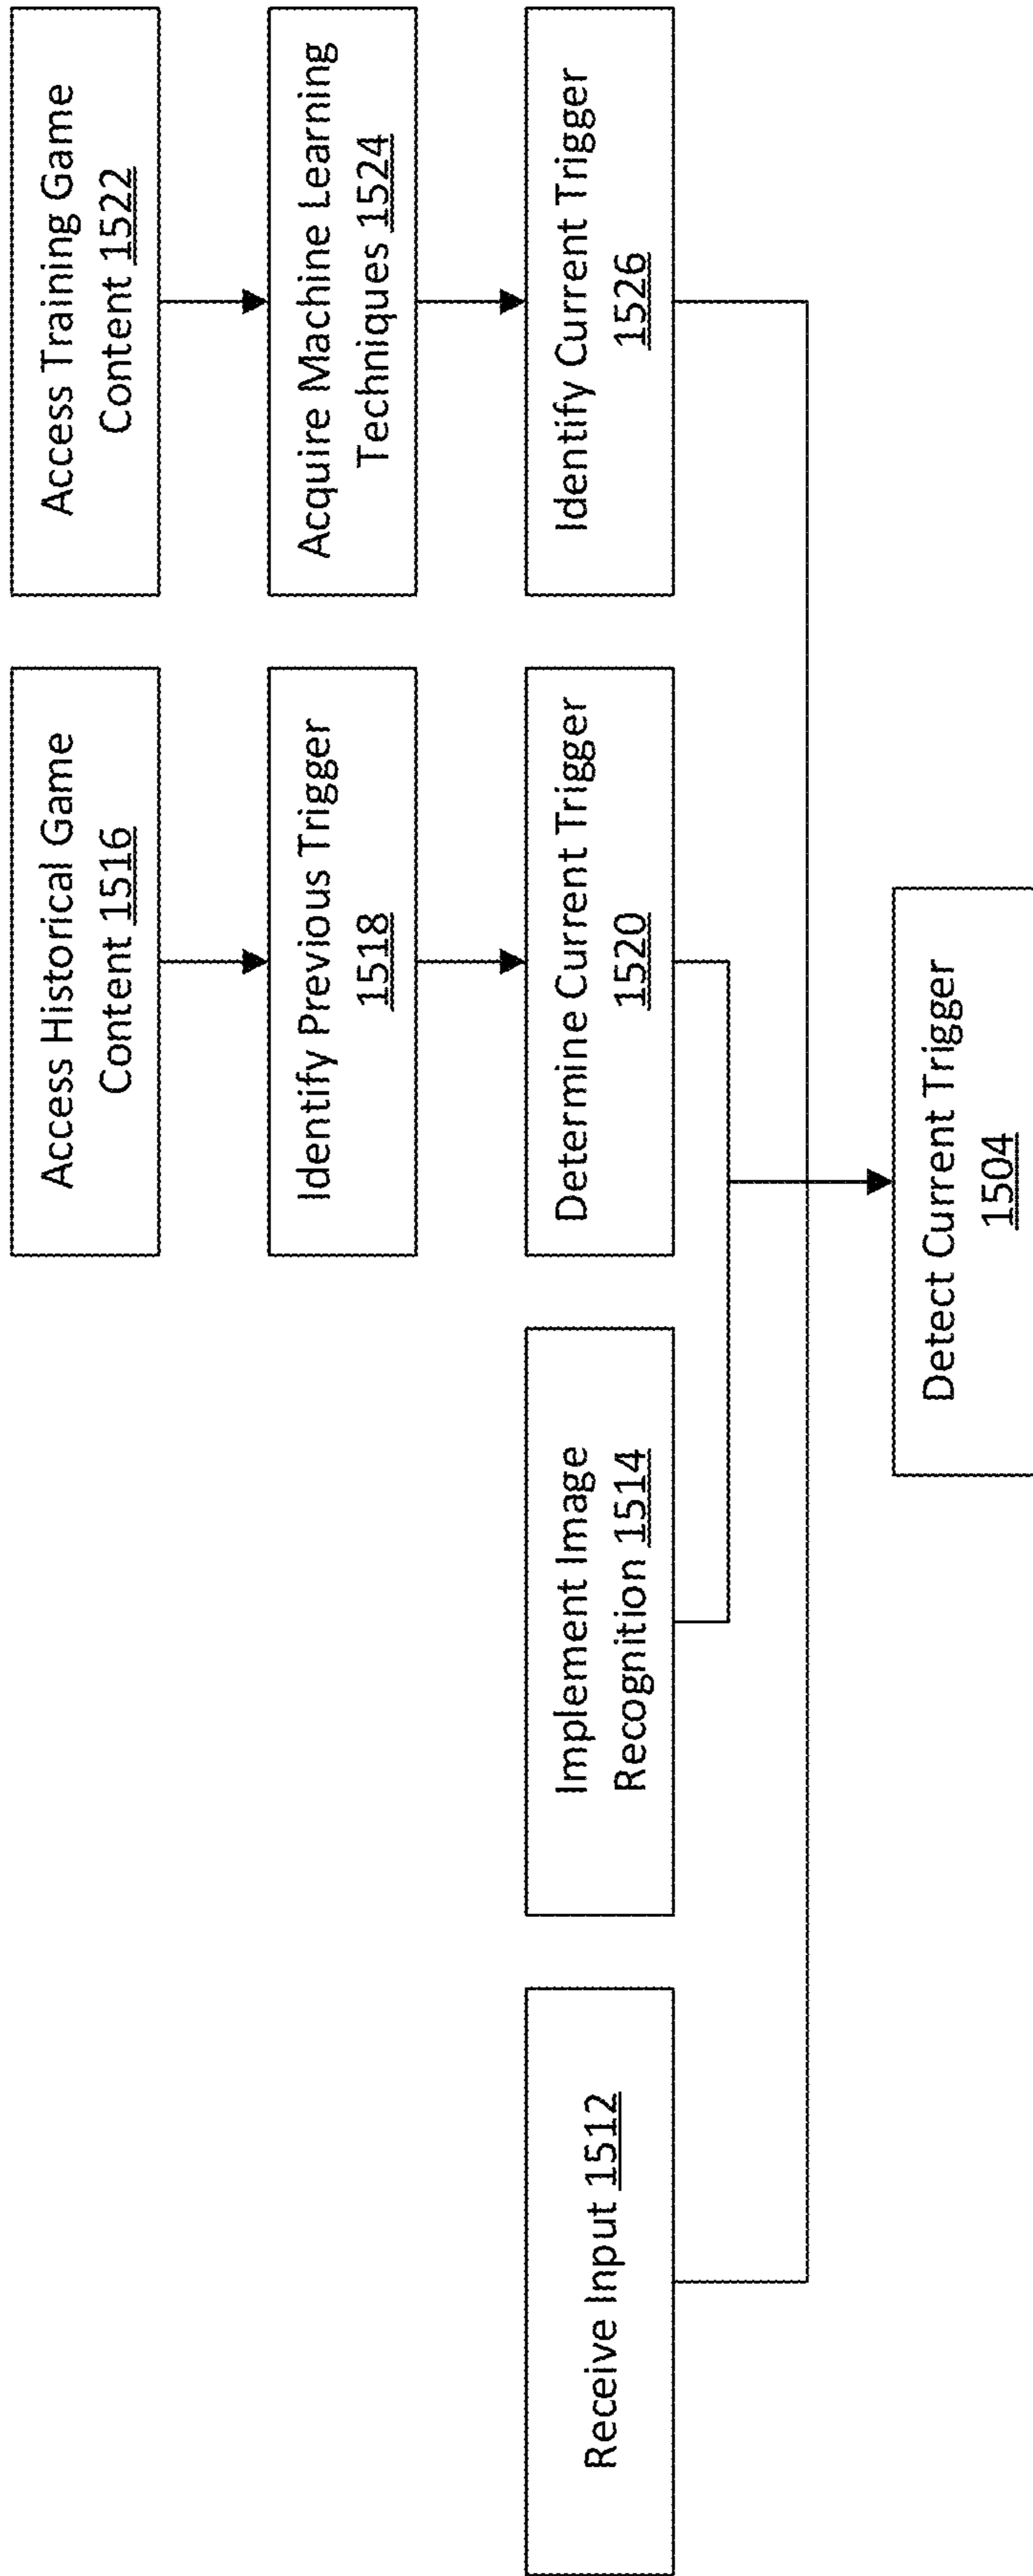 Access Historical Game
Content 1516
Access Training Game
Content 1522
Identify Previous Trigger
1518
Acquire Machine Learning
Techniques 1524
Receive Input 1512
Implement Image
Recognition 1514
Determine Current Trigger
1520
Identify Current Trigger
1526
Detect Current Trigger
1504